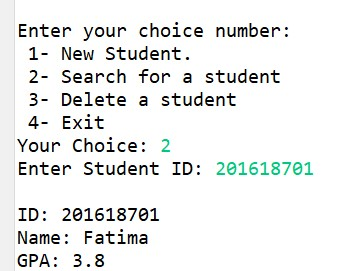 Enter your choice number:
1- New Student.
2- Search for a student
3- Delete a student
4- Exit
Your Choice: 2
Enter Student ID: 201618701
ID: 201618701
Name: Fatima
GPA: 3.8